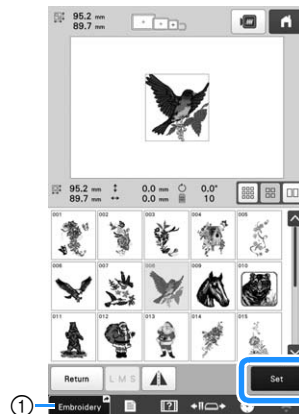 95.2 mm
89.7 mm
95.2 mm 0.0 mm 0.0°
89.7 mm 0.0 mm 10
001 002 003 004 005
006 007 008 009 010
011 012 013 014 015
Return L M S Set
① Embroidery